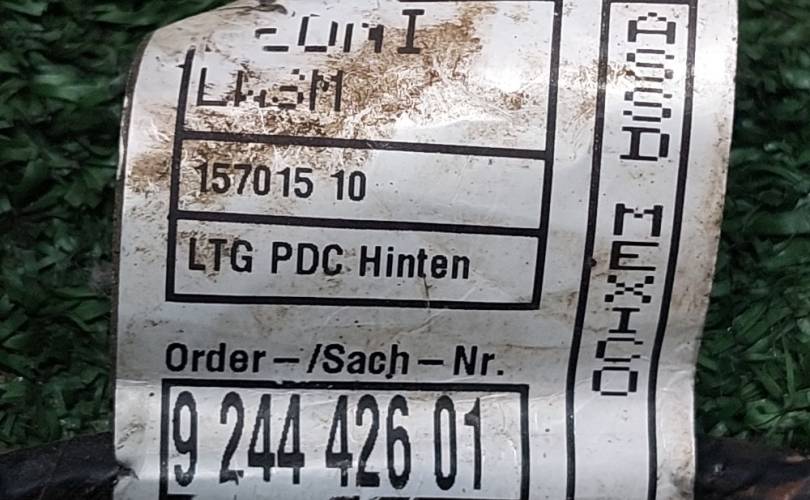 157015 10
LTG PDC Hinten
Order-/Sach-Nr.
9 244 426 01
ASSD MEXICO